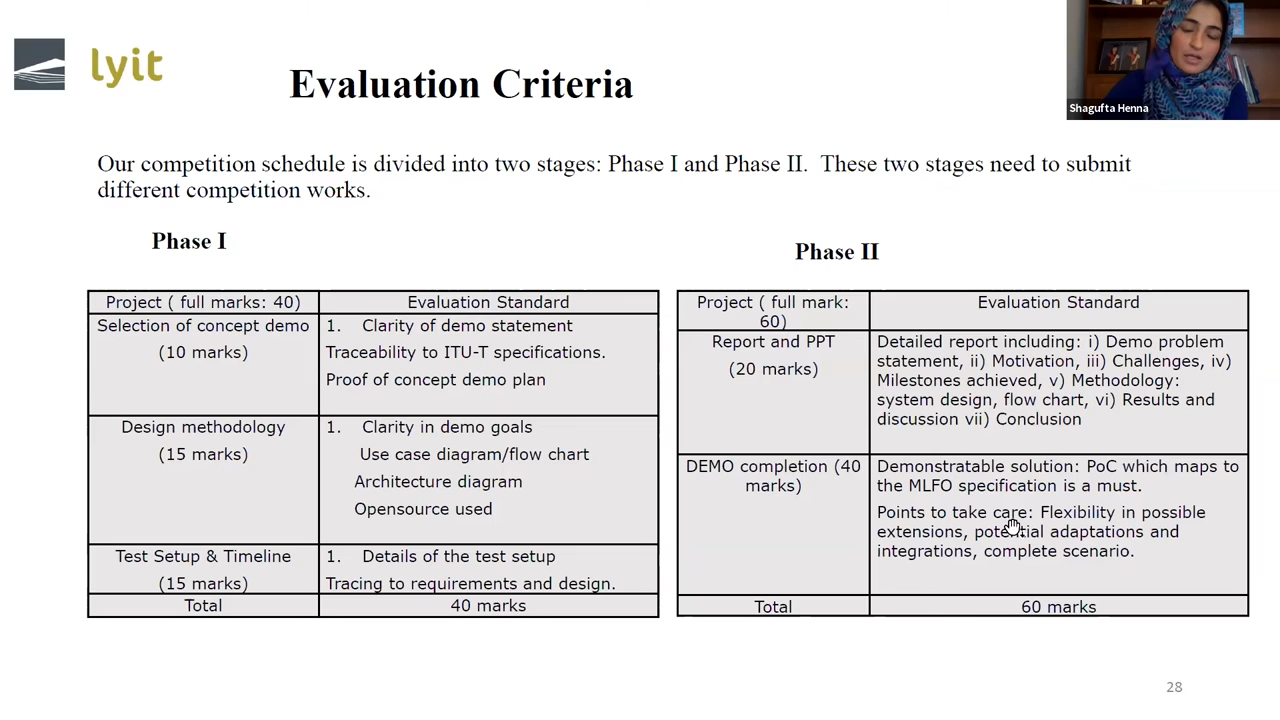 lyit
Evaluation Criteria
Shagufta Henna
Our competition schedule is divided into two stages: Phase I and Phase II.  These two stages need to submit
different competition works.
Phase I
Project ( full marks: 40)
Evaluation Standard
Selection of concept demo
(10 marks)
1. Clarity of demo statement
Traceability to ITU-T specifications.
Proof of concept demo plan
Design methodology
(15 marks)
1. Clarity in demo goals
Use case diagram/flow chart
Architecture diagram
Opensource used
Test Setup & Timeline
(15 marks)
1. Details of the test setup
Tracing to requirements and design.
Total
40 marks
Phase II
Project ( full mark:
60)
Evaluation Standard
Report and PPT
(20 marks)
Detailed report including: i) Demo problem
statement, ii) Motivation, iii) Challenges, iv)
Milestones achieved, v) Methodology:
system design, flow chart, vi) Results and
discussion vii) Conclusion
DEMO completion (40
marks)
Demonstratable solution: PoC which maps to
the MLFO specification is a must.
Points to take care: Flexibility in possible
extensions, potential adaptations and
integrations, complete scenario.
Total
60 marks
28